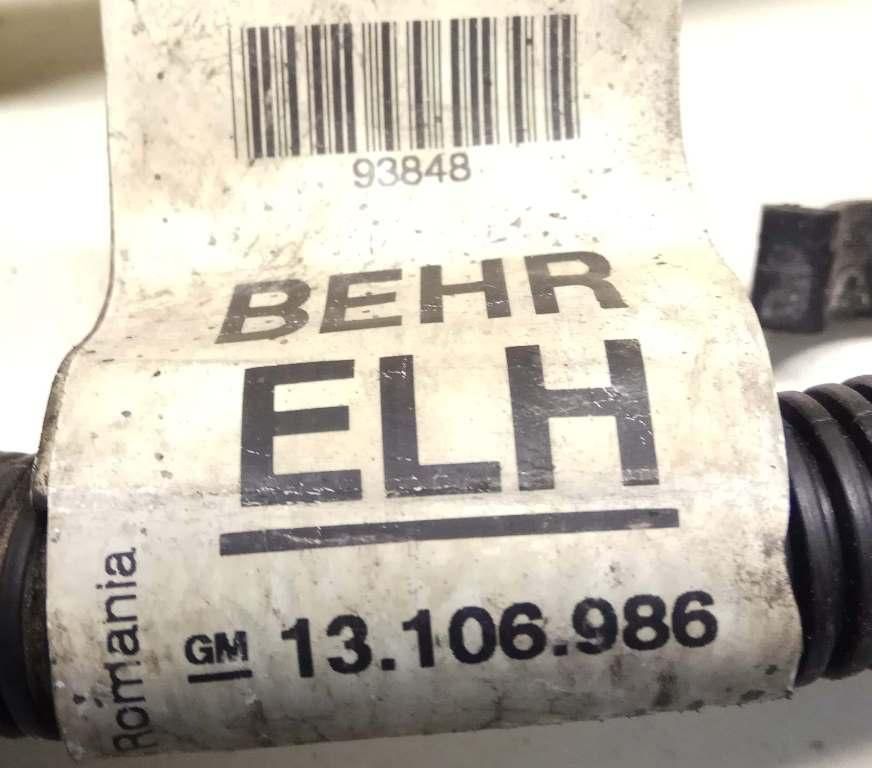 93848
BEHR
ELH
GM 13.106.986
Romania